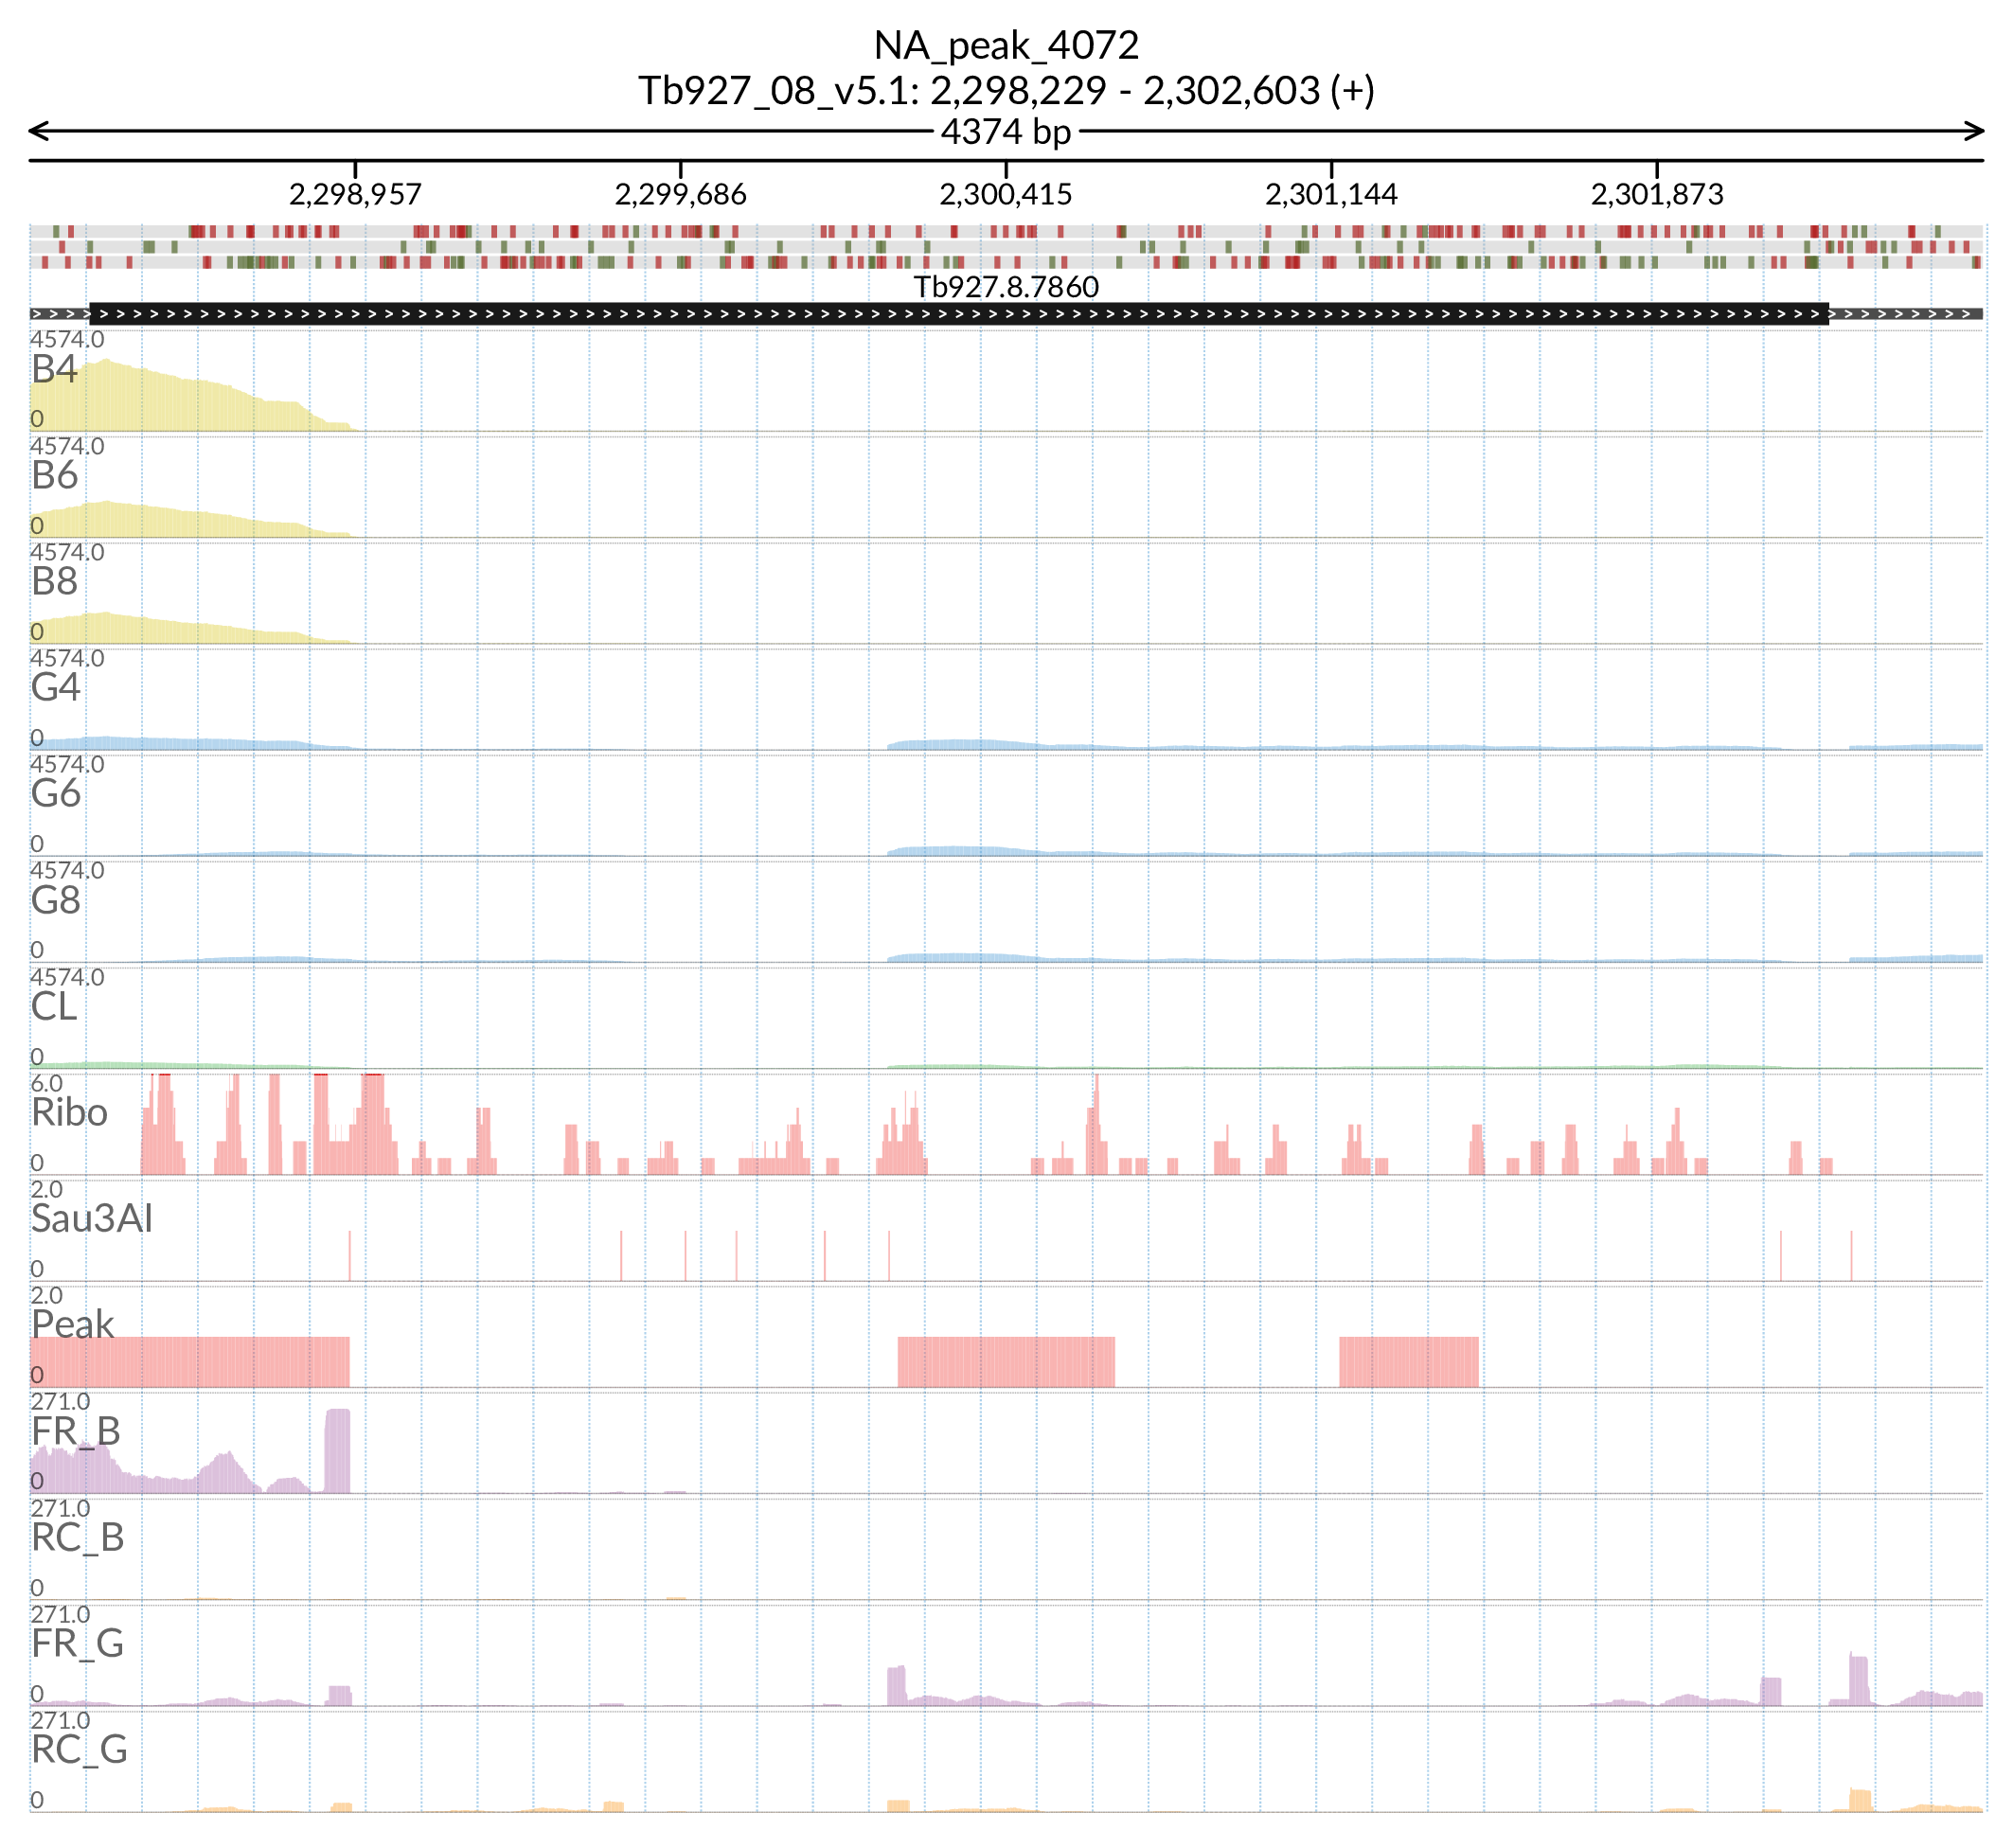 NA_peak_4072
Tb927_08_v5.1: 2,298,229 - 2,302,603 (+)
4374 bp
2,298,957 2,299,686 2,300,415 2,301,144 2,301,873
Tb927.8.7860
4574.0
B4
0
4574.0
B6
0
4574.0
B8
0
4574.0
G4
0
4574.0
G6
0
4574.0
G8
0
4574.0
CL
0
6.0
Ribo
0
2.0
Sau3AI
0
2.0
Peak
0
271.0
FR_B
0
271.0
RC_B
0
271.0
FR_G
0
271.0
RC_G
0